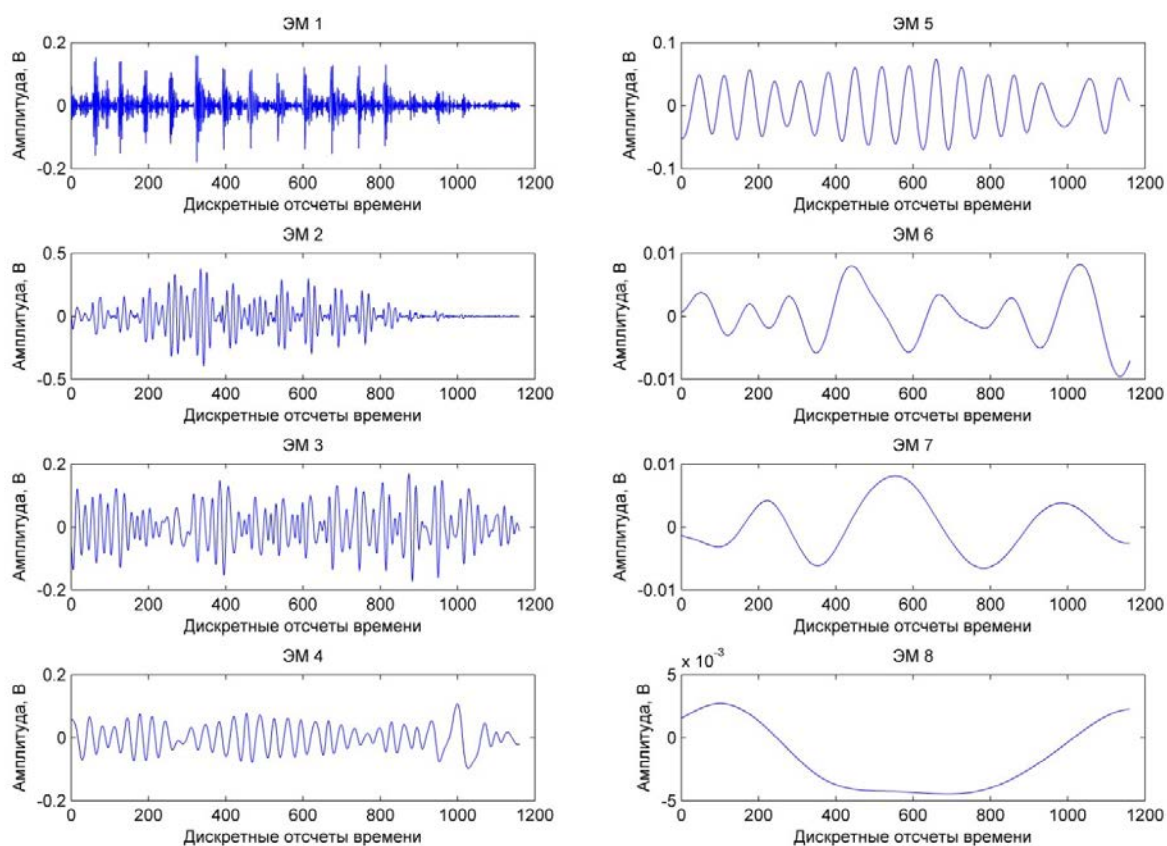 ЭМ 1
0.2
0
-0.2
Амплитуда, В
0 200 400 600 800 1000 1200
Дискретные отсчеты времени
ЭМ 2
0.5
0
-0.5
Амплитуда, В
0 200 400 600 800 1000 1200
Дискретные отсчеты времени
ЭМ 3
0.2
0
-0.2
Амплитуда, В
0 200 400 600 800 1000 1200
Дискретные отсчеты времени
ЭМ 4
0.2
0
-0.2
Амплитуда, В
0 200 400 600 800 1000 1200
Дискретные отсчеты времени
ЭМ 5
0.1
0
-0.1
Амплитуда, В
0 200 400 600 800 1000 1200
Дискретные отсчеты времени
ЭМ 6
0.01
0
-0.01
Амплитуда, В
0 200 400 600 800 1000 1200
Дискретные отсчеты времени
ЭМ 7
0.01
0
-0.01
Амплитуда, В
0 200 400 600 800 1000 1200
Дискретные отсчеты времени
x 10⁻³ ЭМ 8
5
0
-5
Амплитуда, В
0 200 400 600 800 1000 1200
Дискретные отсчеты времени